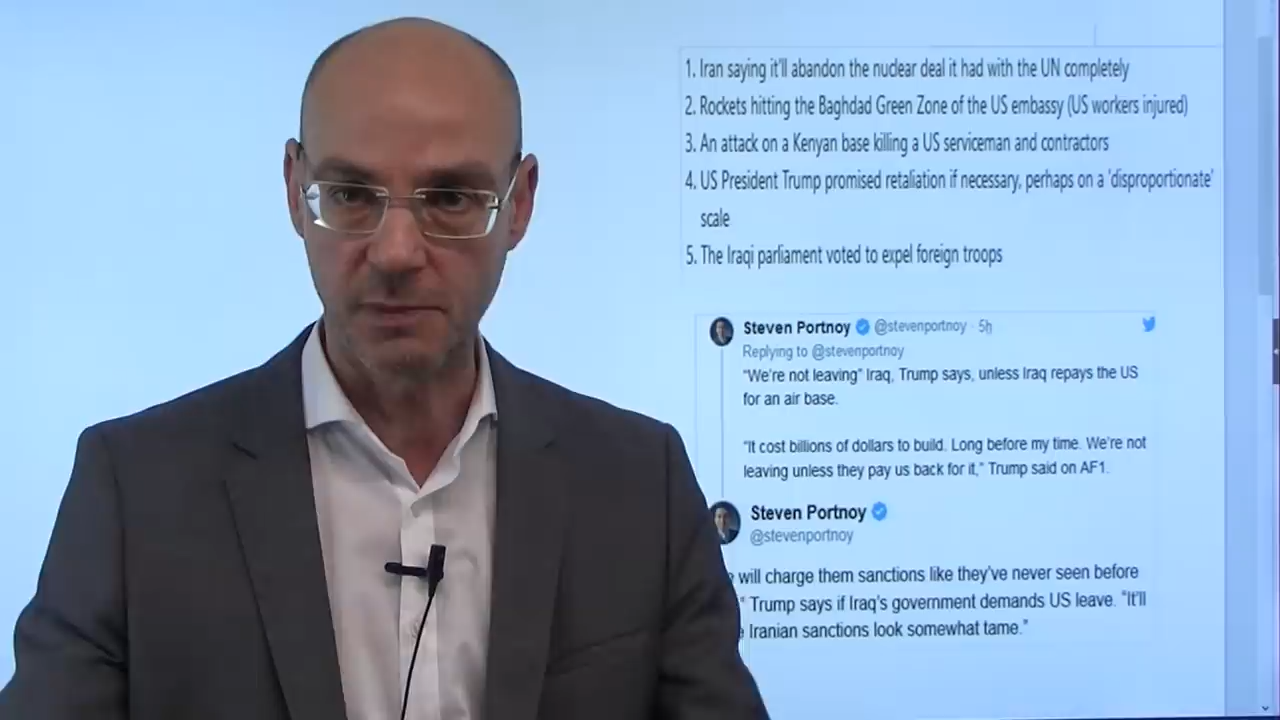 1. Iran saying it'll abandon the nuclear deal it had with the UN completely
2. Rockets hitting the Baghdad Green Zone of the US embassy (US workers injured)
3. An attack on a Kenyan base killing a US serviceman and contractors
4. US President Trump promised retaliation if necessary, perhaps on a 'disproportionate'
scale
5. The Iraqi parliament voted to expel foreign troops
Steven Portnoy @stevenportnoy · 5h
Replying to @stevenportnoy
"We're not leaving" Iraq, Trump says, unless Iraq repays the US
for an air base.
"It cost billions of dollars to build. Long before my time. We're not
leaving unless they pay us back for it," Trump said on AF1.
Steven Portnoy
@stevenportnoy
will charge them sanctions like they've never seen before
" Trump says if Iraq's government demands US leave. "It'll
Iranian sanctions look somewhat tame."